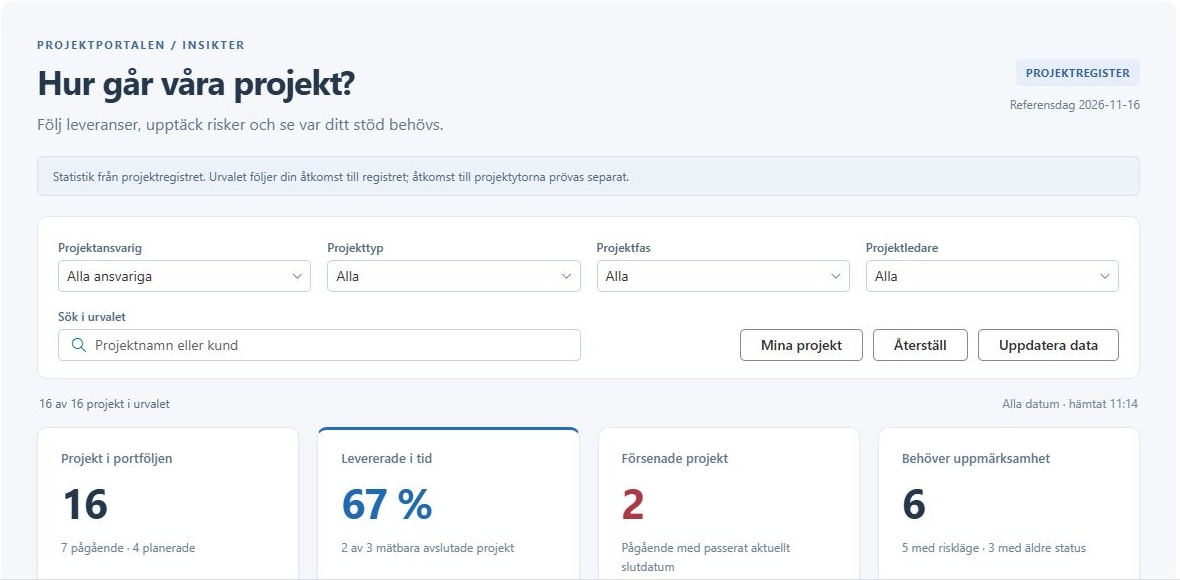 PROJEKTPORTALEN / INSIKTER
Hur går våra projekt?
Följ leveranser, upptäck risker och se var ditt stöd behövs.
PROJEKTREGISTER
Referensdag 2026-11-16
Statistik från projektregistret. Urvalet följer din åtkomst till registret; åtkomst till projektytorna prövas separat.
Projektansvarig
Alla ansvariga
Projekttyp
Alla
Projektfas
Alla
Projektledare
Alla
Sök i urvalet
Projektnamn eller kund
Mina projekt
Återställ
Uppdatera data
16 av 16 projekt i urvalet
Alla datum · hämtat 11:14
Projekt i portföljen
16
7 pågående · 4 planerade
Levererade i tid
67 %
2 av 3 mätbara avslutade projekt
Försenade projekt
2
Pågående med passerat aktuellt
slutdatum
Behöver uppmärksamhet
6
5 med riskläge · 3 med äldre status